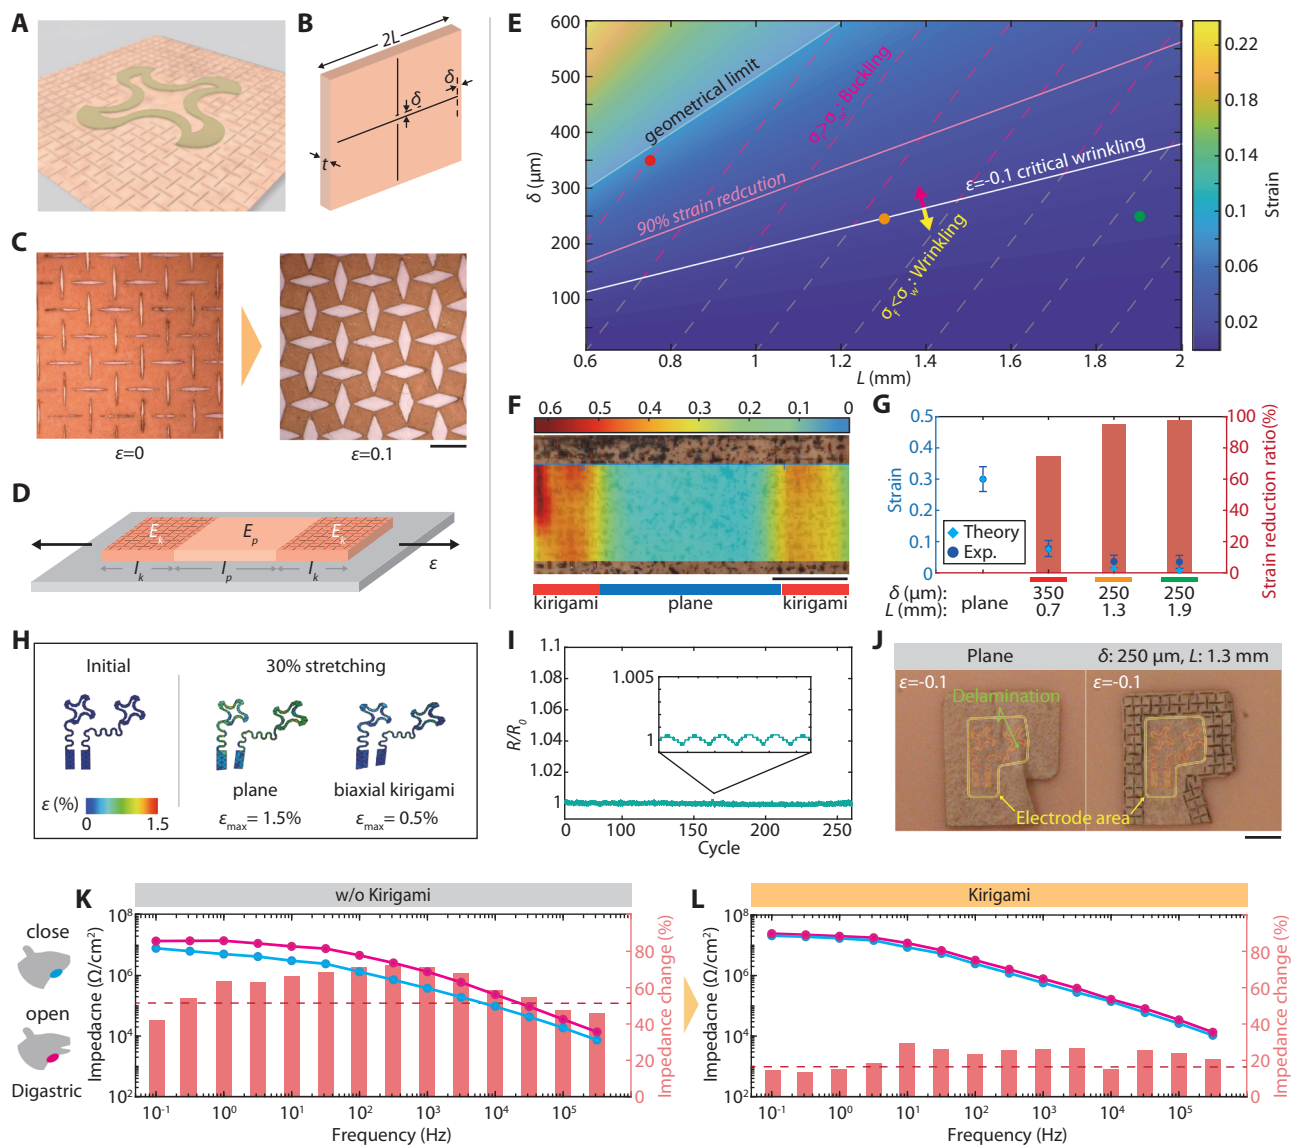 A
B
2L
δ
δ
t
C
ε=0
ε=0.1
D
E_k
E_p
E_k
ε
l_k
l_p
l_k
E
600
500
400
300
200
100
δ (μm)
0.6
0.8
1
1.2
1.4
1.6
1.8
2
L (mm)
geometrical limit
σ_f>σ_w: Buckling
90% strain redcution
ε=-0.1 critical wrinkling
σ_f<σ_w: Wrinkling
0.22
0.18
0.14
0.1
0.06
0.02
Strain
F
0.6 0.5 0.4 0.3 0.2 0.1 0
kirigami plane kirigami
G
0.5
0.4
0.3
0.2
0.1
0
Strain
100
80
60
40
20
0
Strain reduction ratio(%)
Theory
Exp.
plane
δ (μm): 350 250 250
L (mm): 0.7 1.3 1.9
H
Initial
30% stretching
plane
biaxial kirigami
ε (%)
0 1.5
ε_max= 1.5%
ε_max= 0.5%
I
1.1
1.08
1.06
1.04
1.02
1
R/R_0
1.005
1
0 100 150 200 250
Cycle
J
Plane
δ: 250 μm, L: 1.3 mm
ε=-0.1
ε=-0.1
Delamination
Electrode area
close
open
Digastric
K
w/o Kirigami
10^8
10^6
10^4
10^2
Impedacne (Ω/cm²)
80
60
40
20
0
Impedance change (%)
10^-1 10^0 10^1 10^2 10^3 10^4 10^5
Frequency (Hz)
L
Kirigami
10^8
10^6
10^4
10^2
Impedacne (Ω/cm²)
80
60
40
20
0
Impedance change (%)
10^-1 10^0 10^1 10^2 10^3 10^4 10^5
Frequency (Hz)